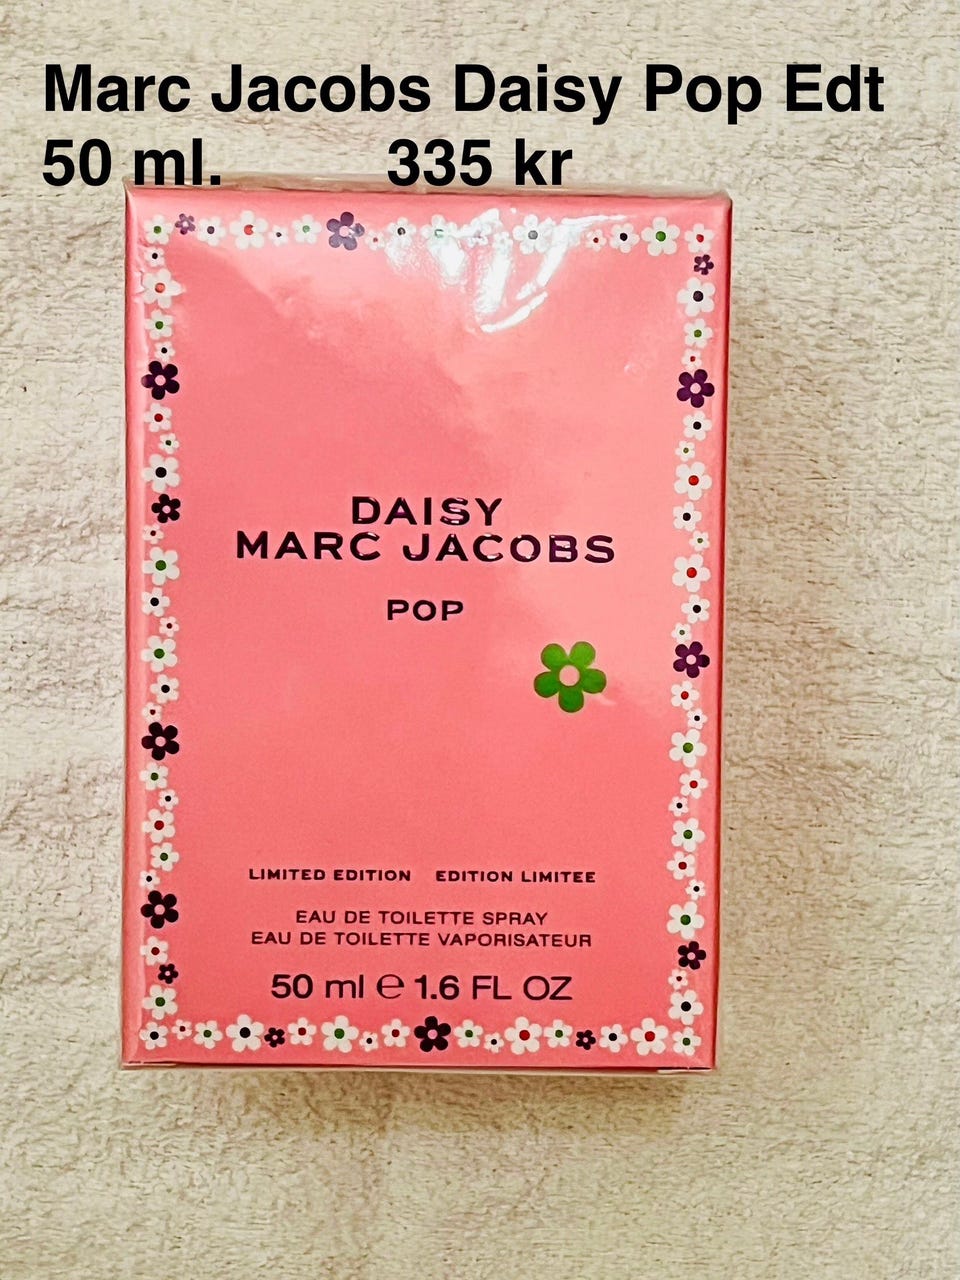 Marc Jacobs Daisy Pop Edt
50 ml. 335 kr
DAISY
MARC JACOBS
POP
LIMITED EDITION EDITION LIMITEE
EAU DE TOILETTE SPRAY
EAU DE TOILETTE VAPORISATEUR
50 ml ℮ 1.6 FL OZ